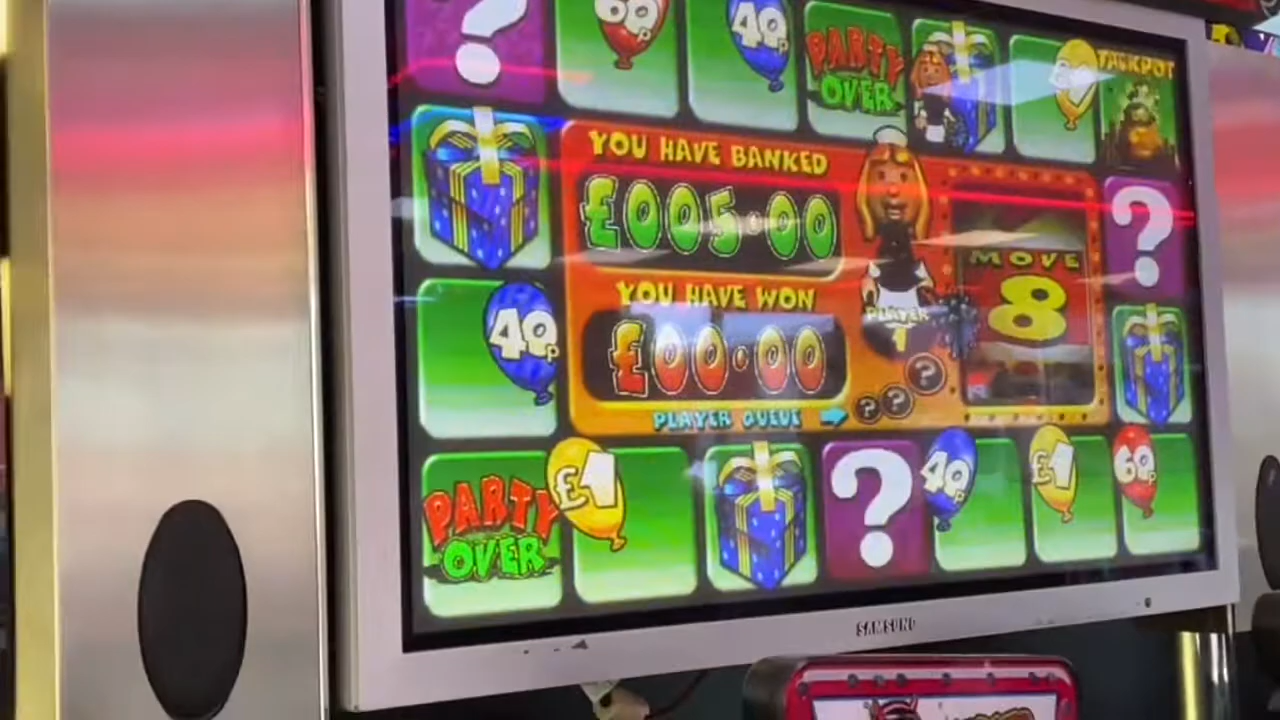 ?
60p
40p
PARTY OVER
JACKPOT
YOU HAVE BANKED
£005.00
?
MOVE
8
40p
YOU HAVE WON
£00.00
PLAYER
1
PLAYER QUEUE
? ? ?
PARTY OVER
£1
?
40p
£1
60p
SAMSUNG